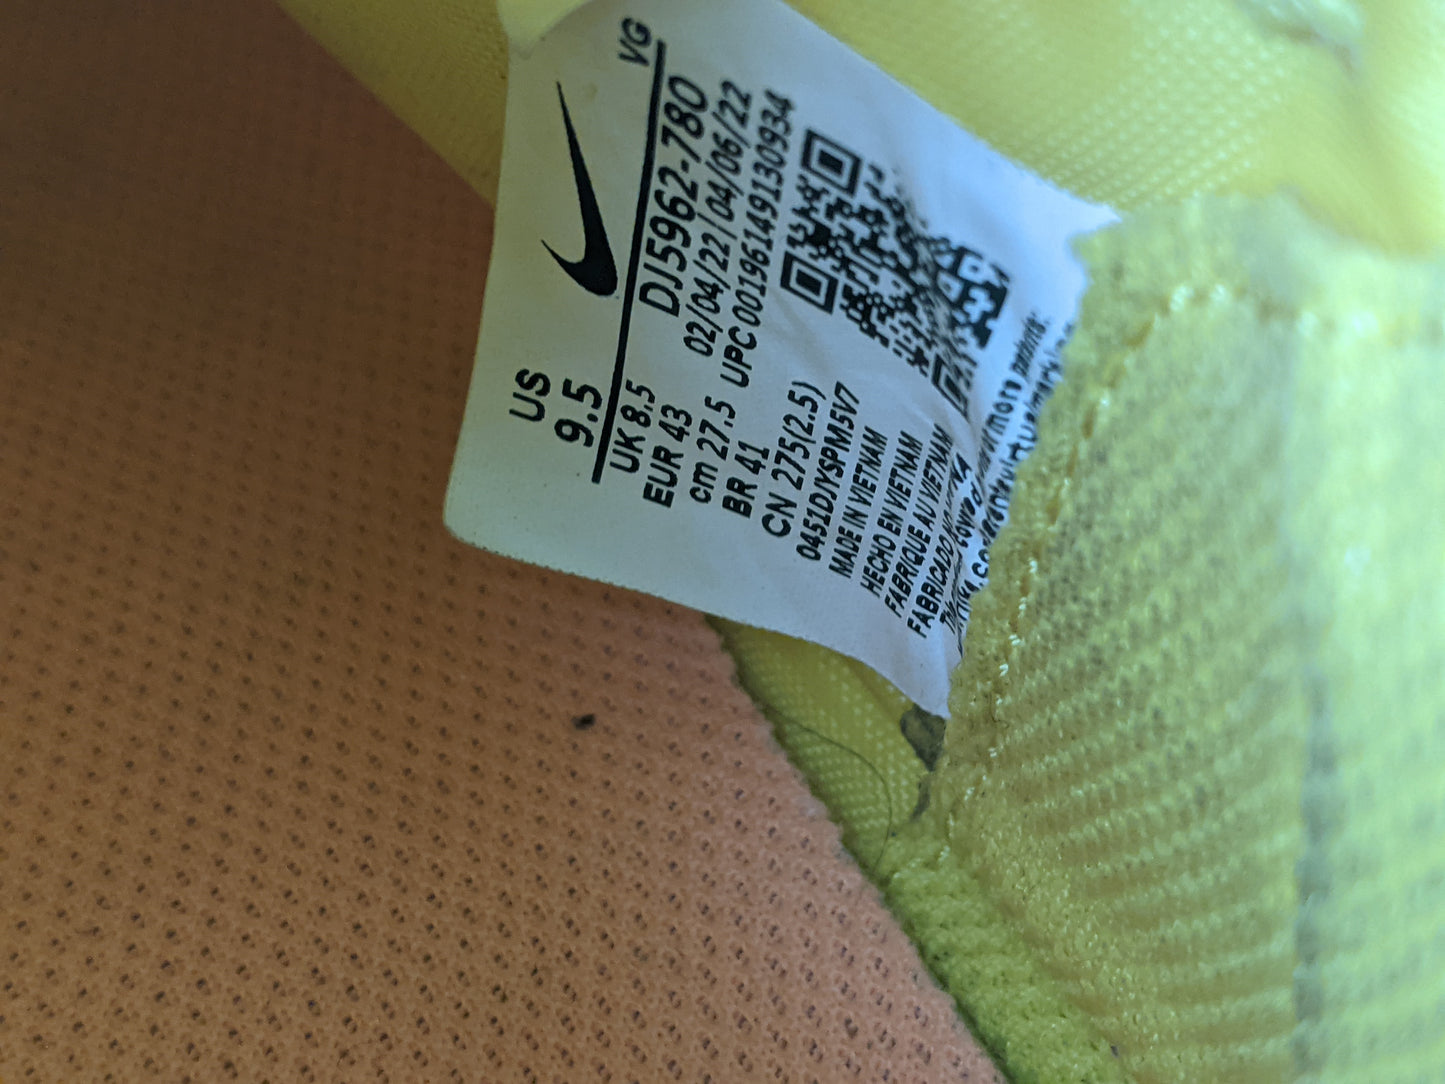 US VG
9.5
UK 8.5 DJ5962-780
EUR 43
cm 27.5 02/04/22 | 04/06/22
BR 41 UPC 00196149130934
CN 275(2.5)
0451DJYSPM5V7
MADE IN VIETNAM
HECHO EN VIETNAM
FABRIQUE AU VIETNAM
FABRICADO NO
patents: